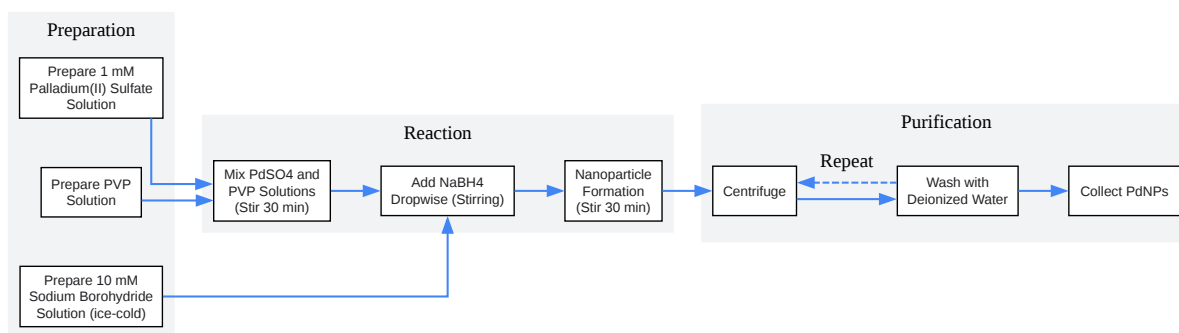 Preparation
Prepare 1 mM
Palladium(II) Sulfate
Solution
Prepare PVP
Solution
Prepare 10 mM
Sodium Borohydride
Solution (ice-cold)
Reaction
Mix PdSO4 and
PVP Solutions
(Stir 30 min)
Add NaBH4
Dropwise (Stirring)
Nanoparticle
Formation
(Stir 30 min)
Purification
Centrifuge
Repeat
Wash with
Deionized Water
Collect PdNPs